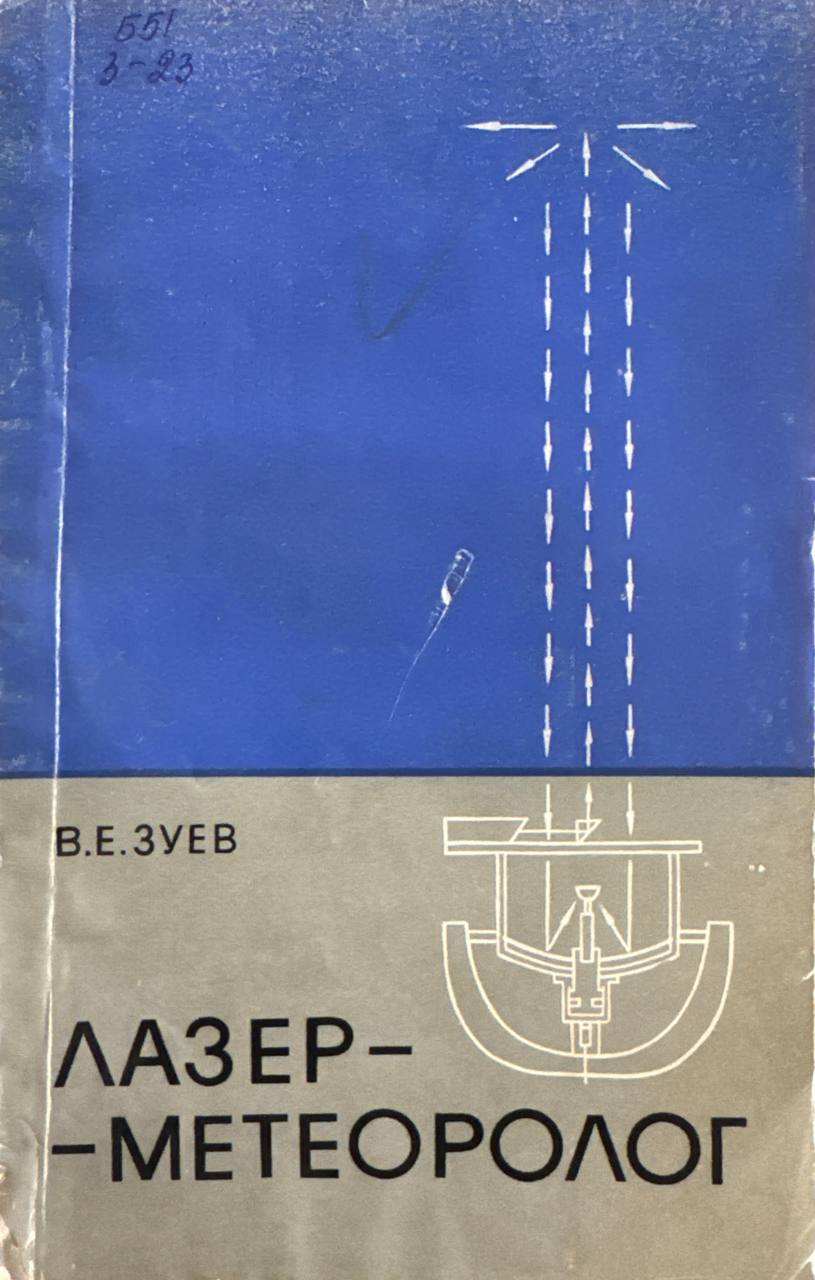 551
З-23
В.Е.ЗУЕВ
ЛАЗЕР-
-МЕТЕОРОЛОГ